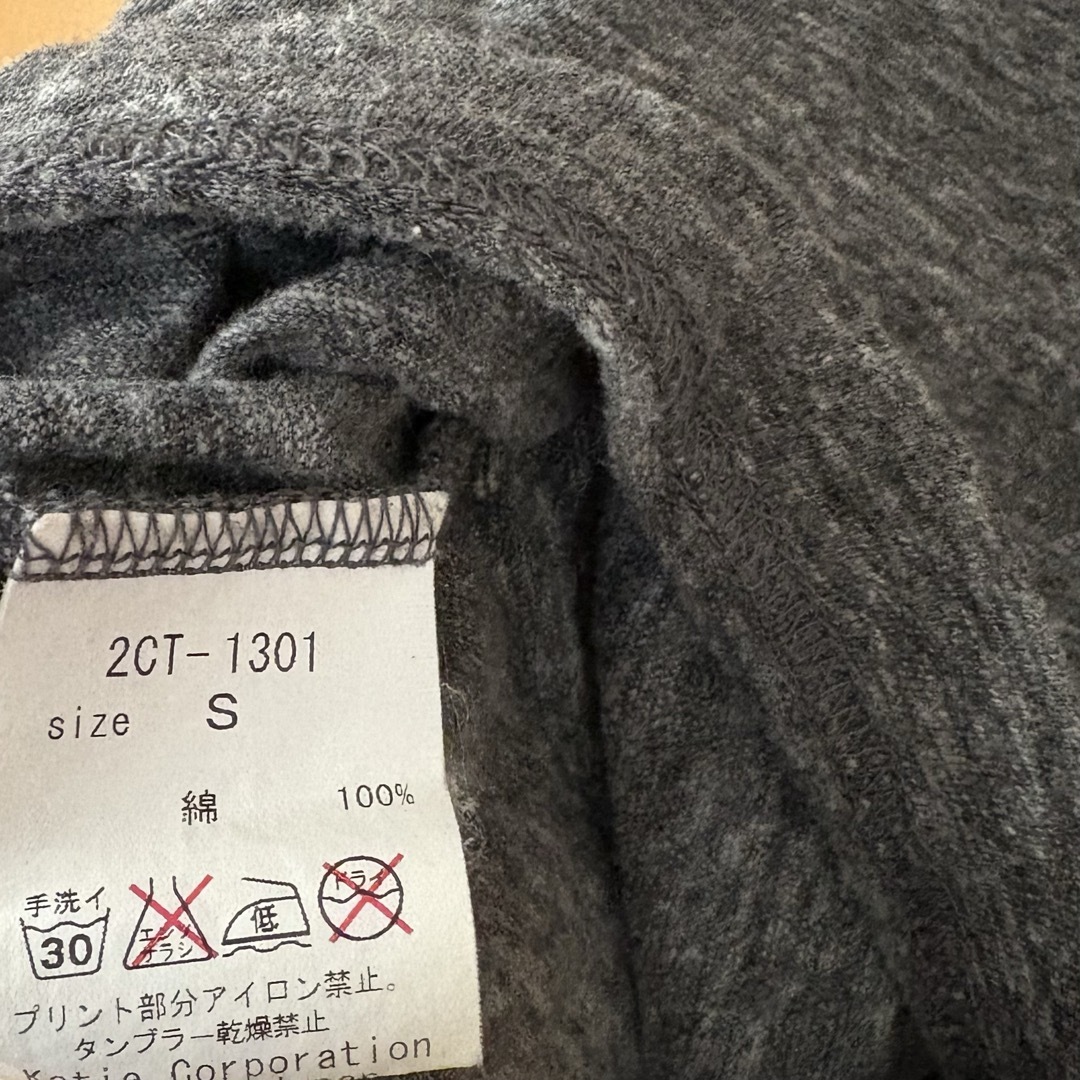 2CT-1301
size S
綿 100%
手洗イ
30
エンソ
サラシ
低
ドライ
プリント部分アイロン禁止。
タンブラー乾燥禁止
Corporation